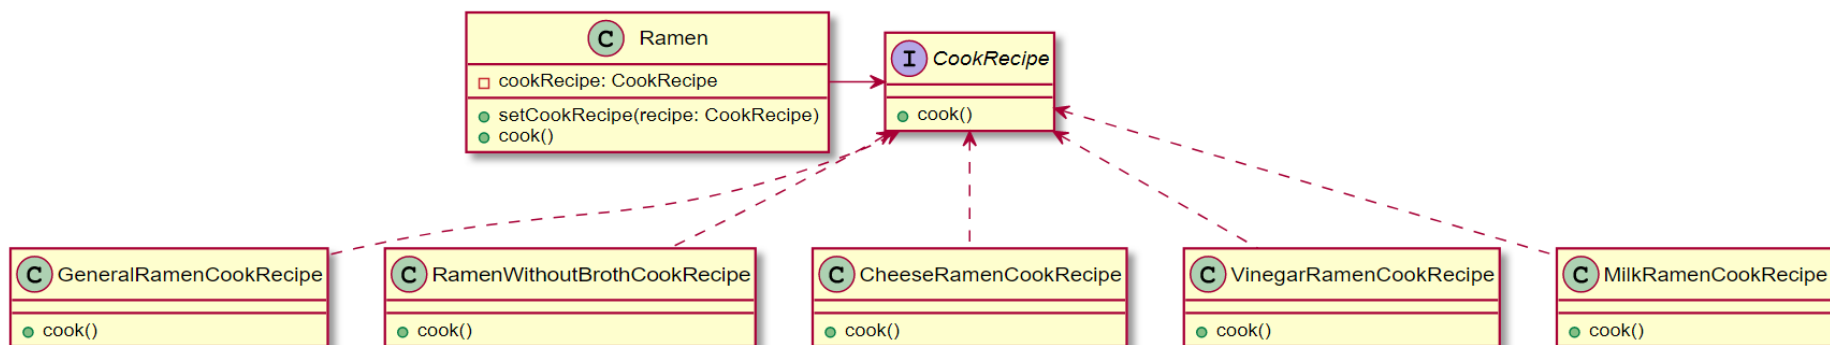 C Ramen
cookRecipe: CookRecipe
setCookRecipe(recipe: CookRecipe)
cook()
I CookRecipe
cook()
C GeneralRamenCookRecipe
cook()
C RamenWithoutBrothCookRecipe
cook()
C CheeseRamenCookRecipe
cook()
C VinegarRamenCookRecipe
cook()
C MilkRamenCookRecipe
cook()